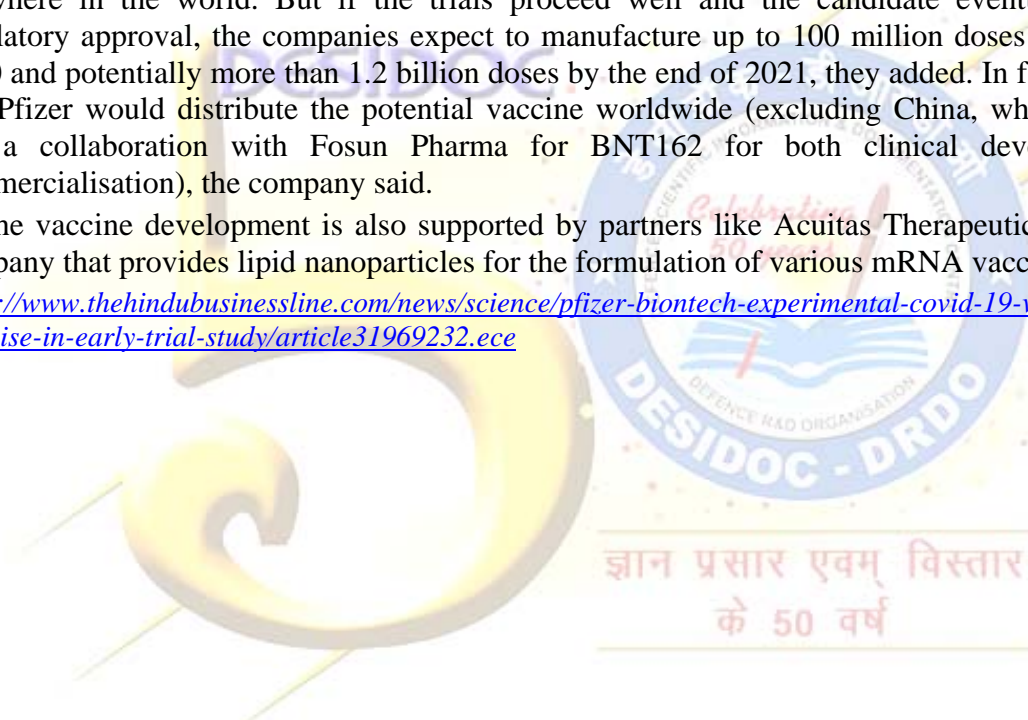 where in the world. But if the trials proceed well and the candidate event
latory approval, the companies expect to manufacture up to 100 million doses
) and potentially more than 1.2 billion doses by the end of 2021, they added. In f
Pfizer would distribute the potential vaccine worldwide (excluding China, wh
a collaboration with Fosun Pharma for BNT162 for both clinical deve
mercialisation), the company said.
ne vaccine development is also supported by partners like Acuitas Therapeutic
pany that provides lipid nanoparticles for the formulation of various mRNA vacc
://www.thehindubusinessline.com/news/science/pfizer-biontech-experimental-covid-19-v
ise-in-early-trial-study/article31969232.ece
DESIDOC
Celebrating
50 years
DEFENCE R&D ORGANISATION
DESIDOC - DRDO
ज्ञान प्रसार एवम् विस्तार
के 50 वर्ष